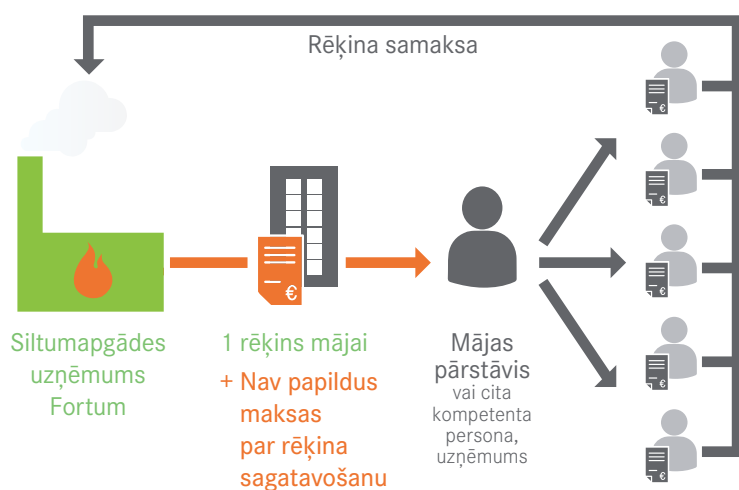 Rēķina samaksa
Siltumapgādes
uzņēmums
Fortum
1 rēķins mājai
+ Nav papildus
maksas
par rēķina
sagatavošanu
Mājas
pārstāvis
vai cita
kompetenta
persona,
uzņēmums
€
€
€
€
€
€